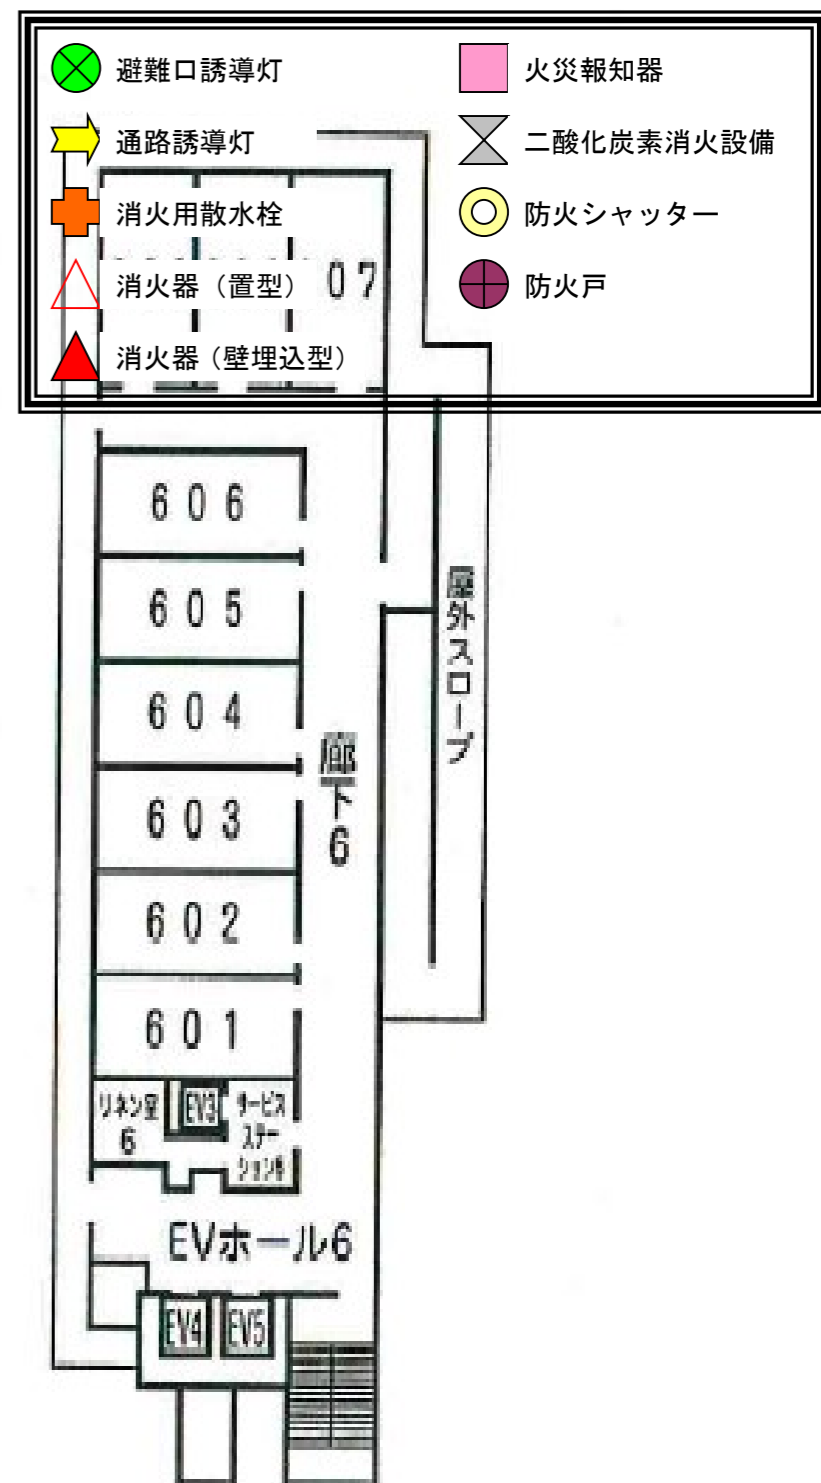 避難口誘導灯
火災報知器
通路誘導灯
二酸化炭素消火設備
消火用散水栓
防火シャッター
消火器（置型）
07
防火戸
消火器（壁埋込型）
606
605
屋外スロープ
604
廊下6
603
602
601
リネン室
6
EV3
サービス
ステー
ション6
EVホール6
EV4
EV5